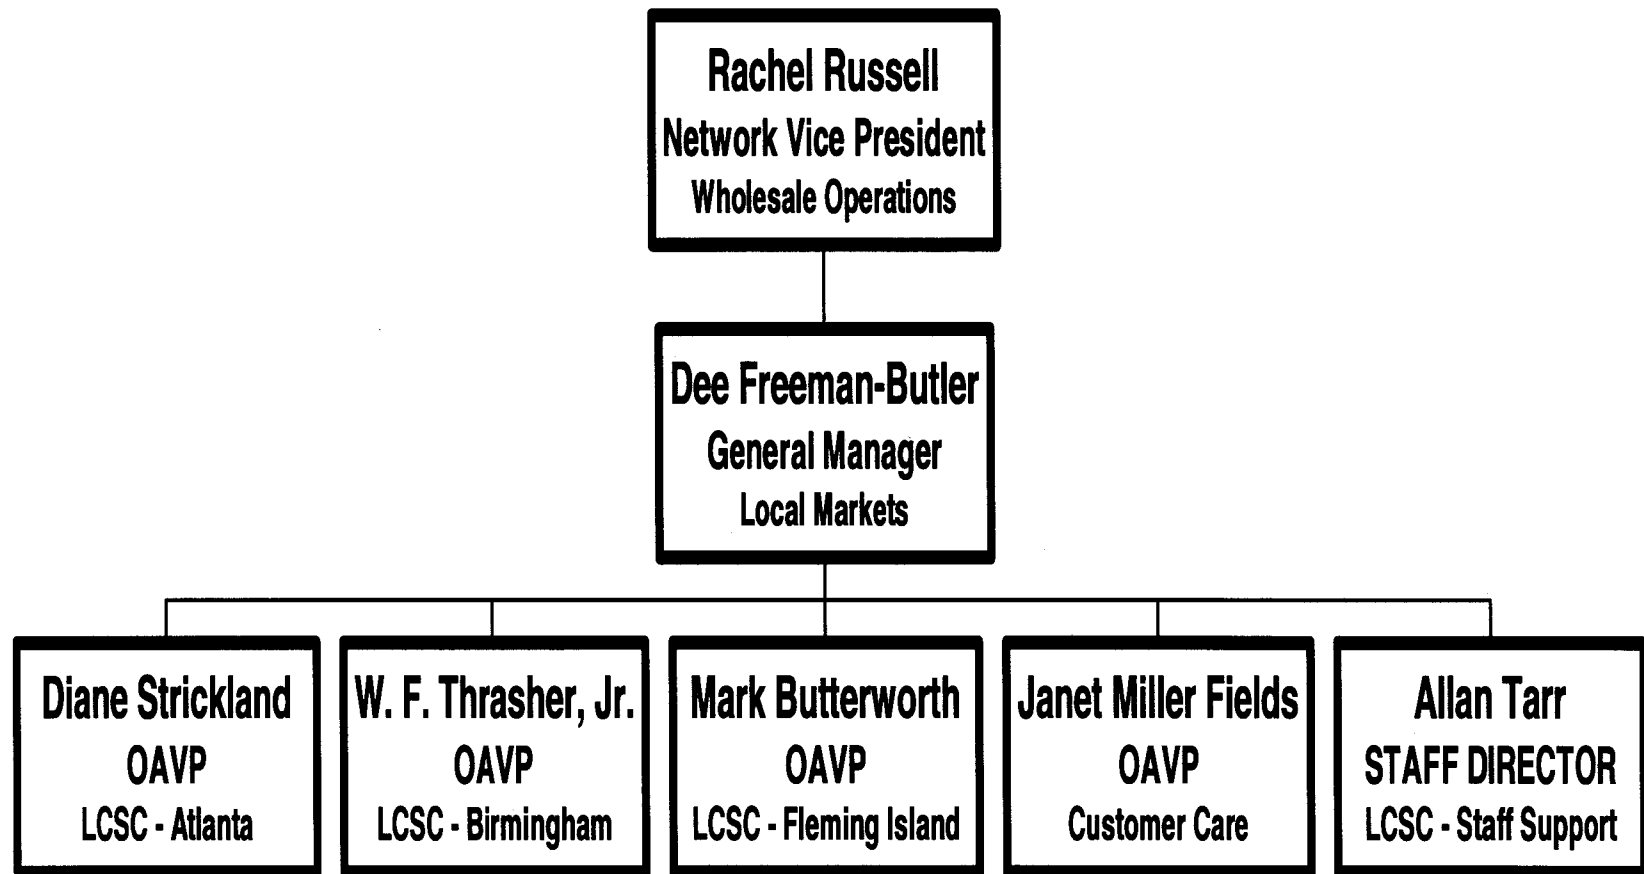 Rachel Russell
Network Vice President
Wholesale Operations
Dee Freeman-Butler
General Manager
Local Markets
Diane Strickland
OAVP
LCSC - Atlanta
W. F. Thrasher, Jr.
OAVP
LCSC - Birmingham
Mark Butterworth
OAVP
LCSC - Fleming Island
Janet Miller Fields
OAVP
Customer Care
Allan Tarr
STAFF DIRECTOR
LCSC - Staff Support